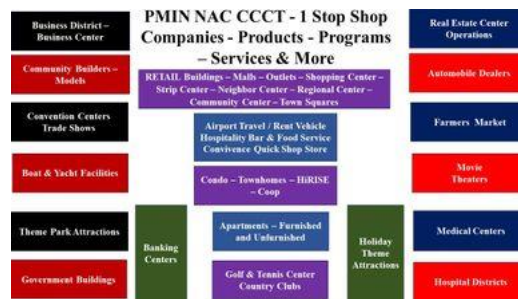 PMIN NAC CCCT - 1 Stop Shop
Companies - Products - Programs
– Services & More
Business District –
Business Center
Community Builders –
Models
Convention Centers
Trade Shows
Boat & Yacht Facilities
Theme Park Attractions
Government Buildings
RETAIL Buildings – Malls – Outlets – Shopping Center –
Strip Center – Neighbor Center – Regional Center –
Community Center – Town Squares
Airport Travel / Rent Vehicle
Hospitality Bar & Food Service
Convivence Quick Shop Store
Condo – Townhomes – HiRISE –
Coop
Banking
Centers
Apartments – Furnished
and Unfurnished
Golf & Tennis Center
Country Clubs
Holiday
Theme
Attractions
Real Estate Center
Operations
Automobile Dealers
Farmers Market
Movie
Theaters
Medical Centers
Hospital Districts